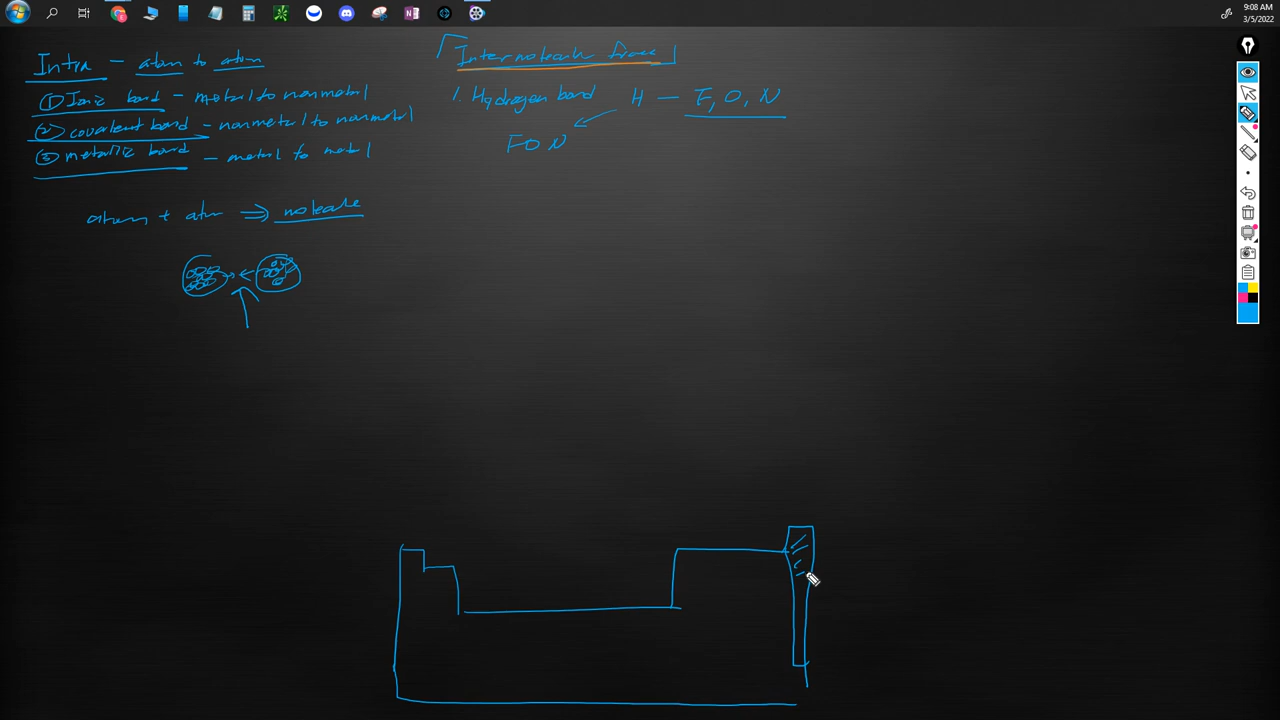 Intra - atom to atom
① Ionic bond - metal to nonmetal
② covalent bond - nonmetal to nonmetal
③ metallic bond - metal to metal
atom + atom ⇒ molecule
Intermolecular force
1. Hydrogen bond H — F, O, N
F O N
9:08 AM
3/5/2022